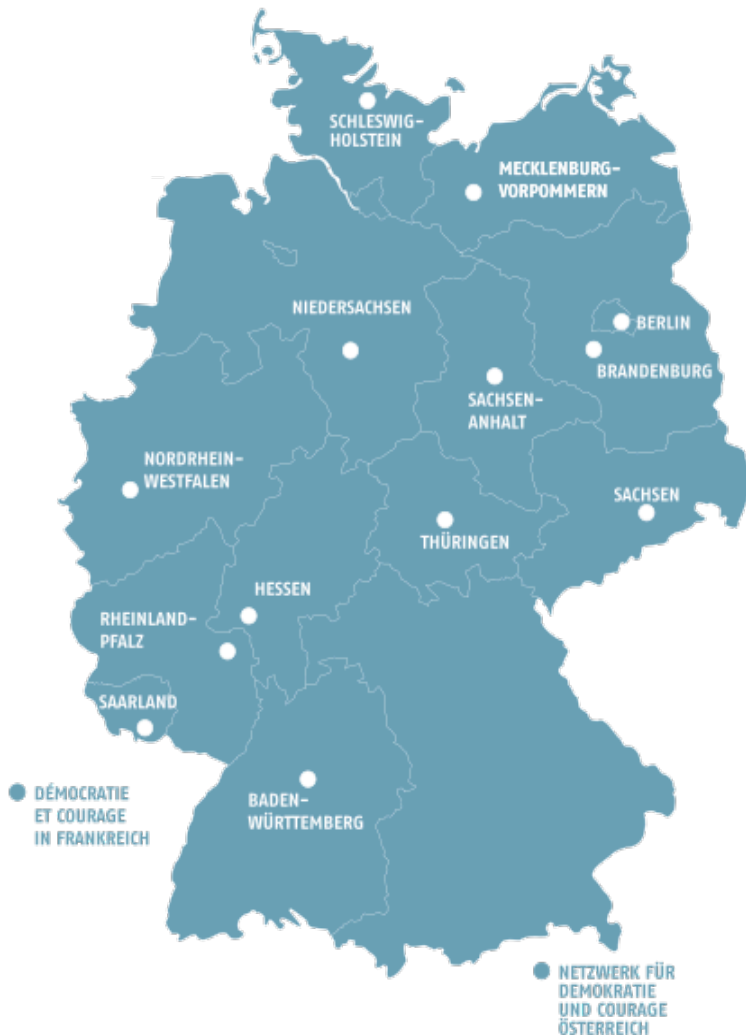 SCHLESWIG-
HOLSTEIN
MECKLENBURG-
VORPOMMERN
NIEDERSACHSEN
BERLIN
BRANDENBURG
SACHSEN-
ANHALT
NORDRHEIN-
WESTFALEN
SACHSEN
THÜRINGEN
HESSEN
RHEINLAND-
PFALZ
SAARLAND
BADEN-
WÜRTTEMBERG
DÉMOCRATIE
ET COURAGE
IN FRANKREICH
NETZWERK FÜR
DEMOKRATIE
UND COURAGE
ÖSTERREICH